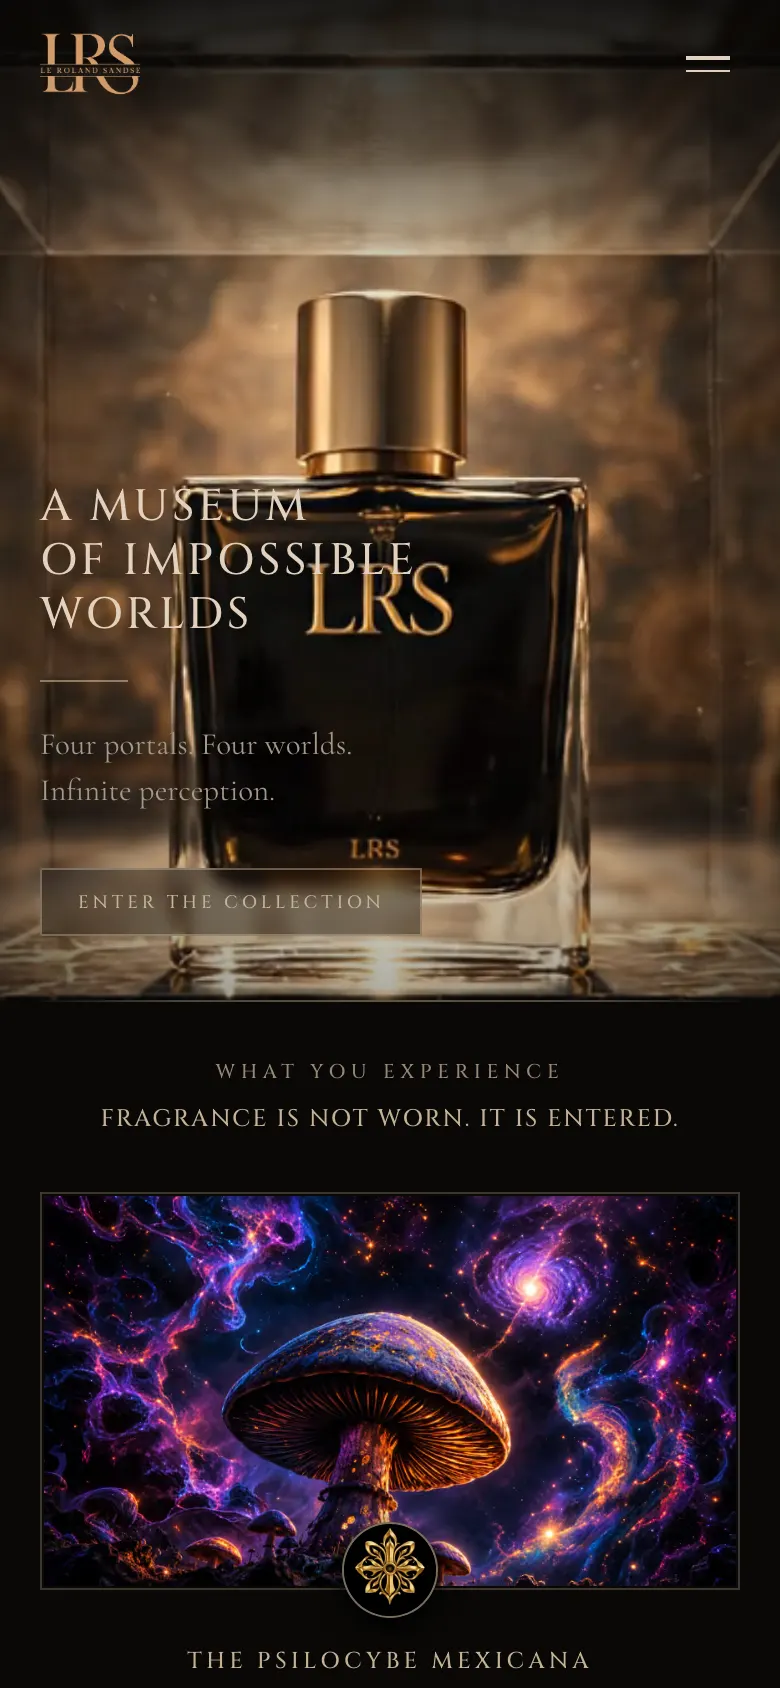 LRS
LE ROLAND SANDSE
A MUSEUM
OF IMPOSSIBLE
WORLDS
LRS
Four portals. Four worlds.
Infinite perception.
LRS
ENTER THE COLLECTION
WHAT YOU EXPERIENCE
FRAGRANCE IS NOT WORN. IT IS ENTERED.
THE PSILOCYBE MEXICANA